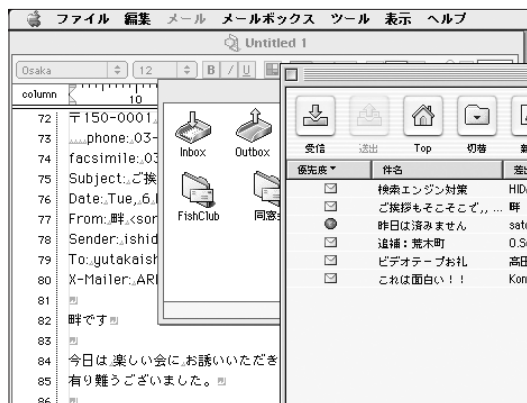 ファイル 編集 メール メールボックス ツール 表示 ヘルプ
Untitled 1
Osaka 12 B I U
column 10
72 〒150-0001
73 phone:03-
74 facsimile:03
75 Subject:ご挨
76 Date:Tue, 6
77 From:畔 <sor
78 Sender:ishid
79 To:yutakaish
80 X-Mailer:ARI
81
82 畔です
83
84 今日は 楽しい会に お誘いいただき
85 有り難うございました。
86
Inbox Outbox
FishClub 同窓
受信 送出 Top 切替
優先度 件名 差出
検索エンジン対策 HIDA
ご挨拶もそこそこで,, ... 畔
昨日は済みません sato
追補:荒木町 O.S
ビデオテープお礼 高田
これは面白い!! Kon